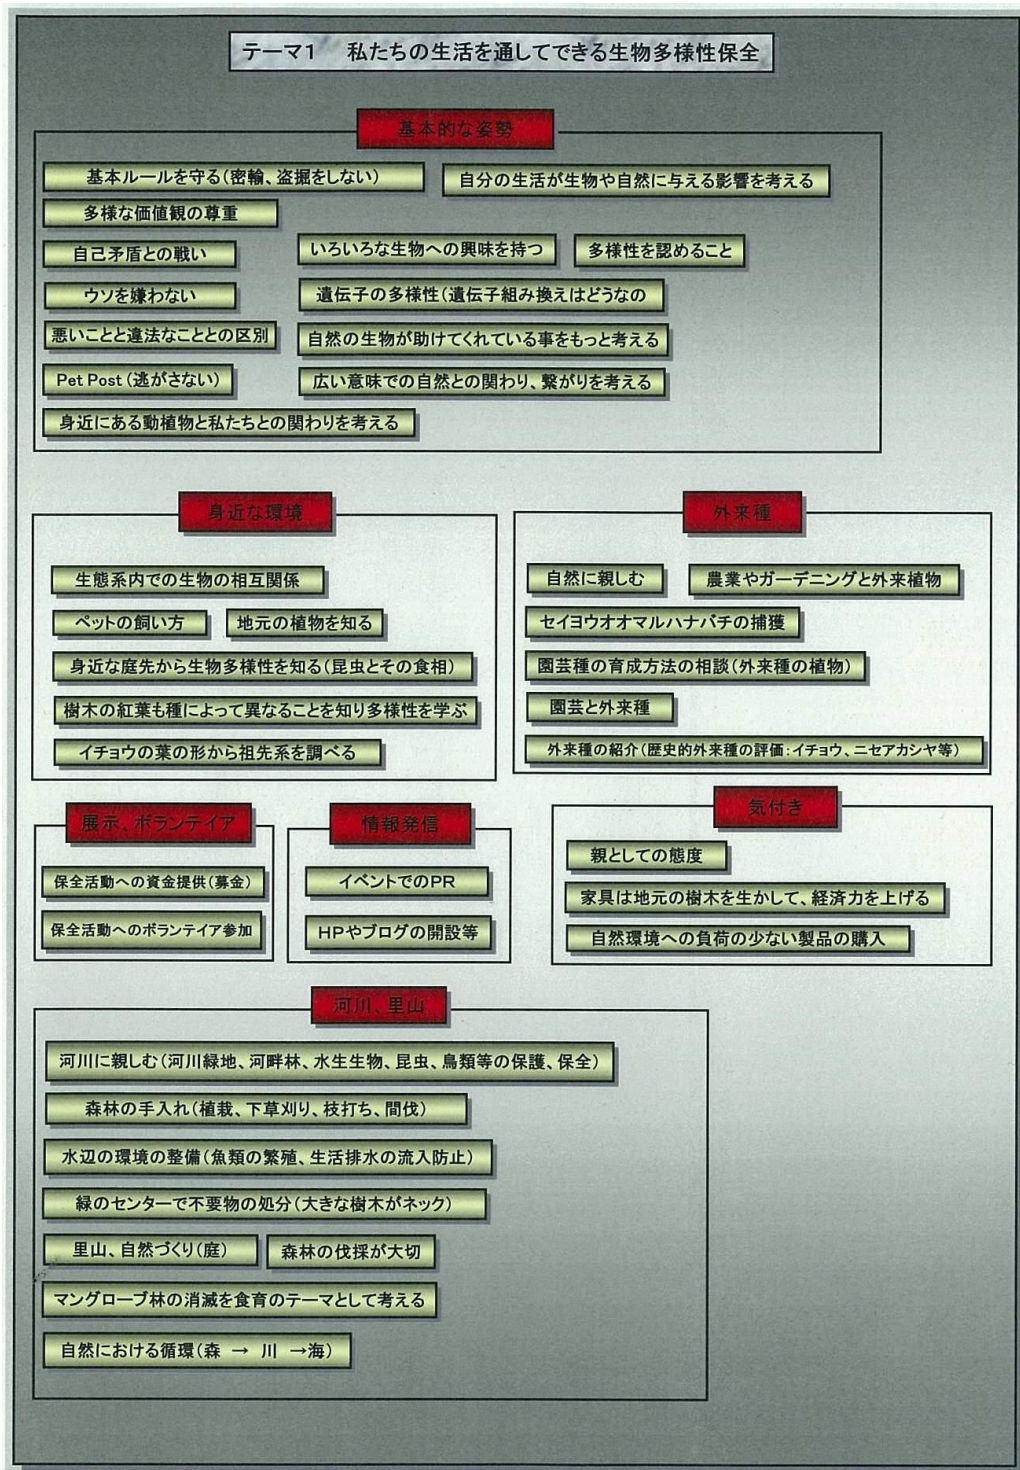 テーマ1　私たちの生活を通してできる生物多様性保全
基本的な姿勢
基本ルールを守る(密輸、盗掘をしない)
自分の生活が生物や自然に与える影響を考える
多様な価値観の尊重
自己矛盾との戦い
いろいろな生物への興味を持つ
多様性を認めること
ウソを嫌わない
遺伝子の多様性(遺伝子組み換えはどうなの
悪いことと違法なこととの区別
自然の生物が助けてくれている事をもっと考える
Pet Post(逃がさない)
広い意味での自然との関わり、繋がりを考える
身近にある動植物と私たちとの関わりを考える
身近な環境
生態系内での生物の相互関係
ペットの飼い方
地元の植物を知る
身近な庭先から生物多様性を知る(昆虫とその食相)
樹木の紅葉も種によって異なることを知り多様性を学ぶ
イチョウの葉の形から祖先系を調べる
外来種
自然に親しむ
農業やガーデニングと外来植物
セイヨウオオマルハナバチの捕獲
園芸種の育成方法の相談(外来種の植物)
園芸と外来種
外来種の紹介(歴史的外来種の評価:イチョウ、ニセアカシヤ等)
展示、ボランテイア
保全活動への資金提供(募金)
保全活動へのボランテイア参加
情報発信
イベントでのPR
HPやブログの開設等
気付き
親としての態度
家具は地元の樹木を生かして、経済力を上げる
自然環境への負荷の少ない製品の購入
河川、里山
河川に親しむ(河川緑地、河畔林、水生生物、昆虫、鳥類等の保護、保全)
森林の手入れ(植栽、下草刈り、枝打ち、間伐)
水辺の環境の整備(魚類の繁殖、生活排水の流入防止)
緑のセンターで不要物の処分(大きな樹木がネック)
里山、自然づくり(庭)
森林の伐採が大切
マングローブ林の消滅を食育のテーマとして考える
自然における循環(森 → 川 →海)